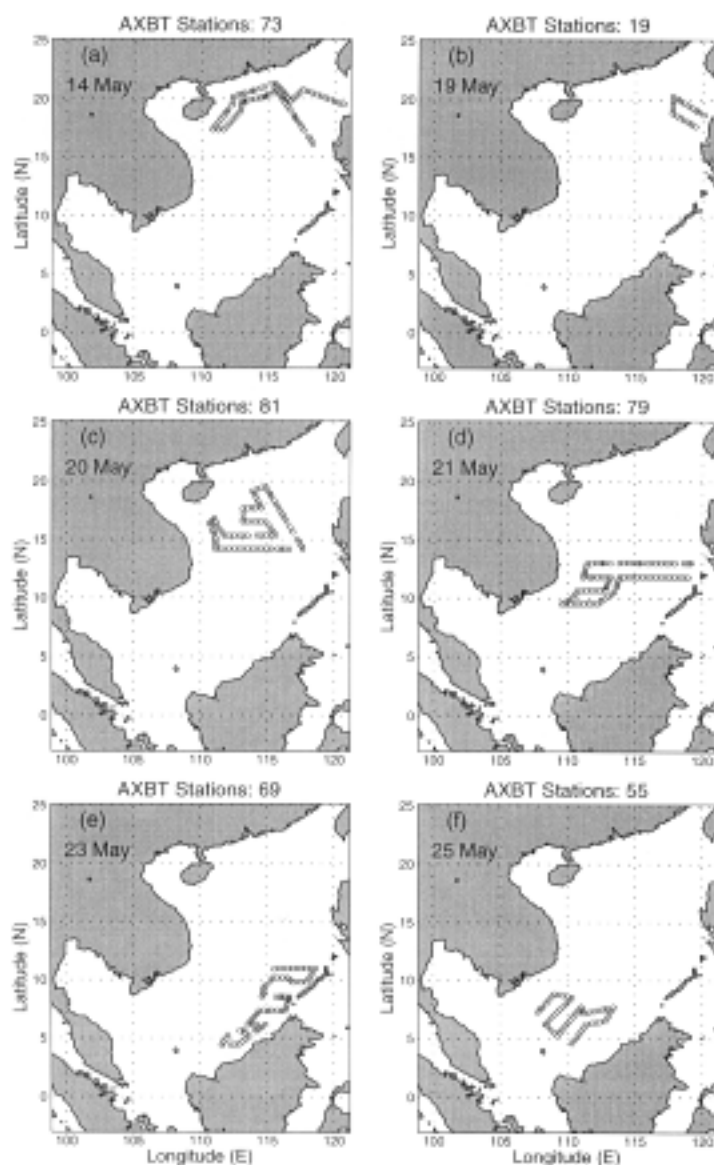 AXBT Stations: 73
(a)
14 May
25
20
15
10
5
0
Latitude (N)
100 105 110 115 120
AXBT Stations: 19
(b)
19 May
25
20
15
10
5
0
Latitude (N)
100 105 110 115 120
AXBT Stations: 81
(c)
20 May
25
20
15
10
5
0
Latitude (N)
100 105 110 115 120
AXBT Stations: 79
(d)
21 May
25
20
15
10
5
0
Latitude (N)
100 105 110 115 120
AXBT Stations: 69
(e)
23 May
25
20
15
10
5
0
Latitude (N)
100 105 110 115 120
Longitude (E)
AXBT Stations: 55
(f)
25 May
25
20
15
10
5
0
Latitude (N)
100 105 110 115 120
Longitude (E)